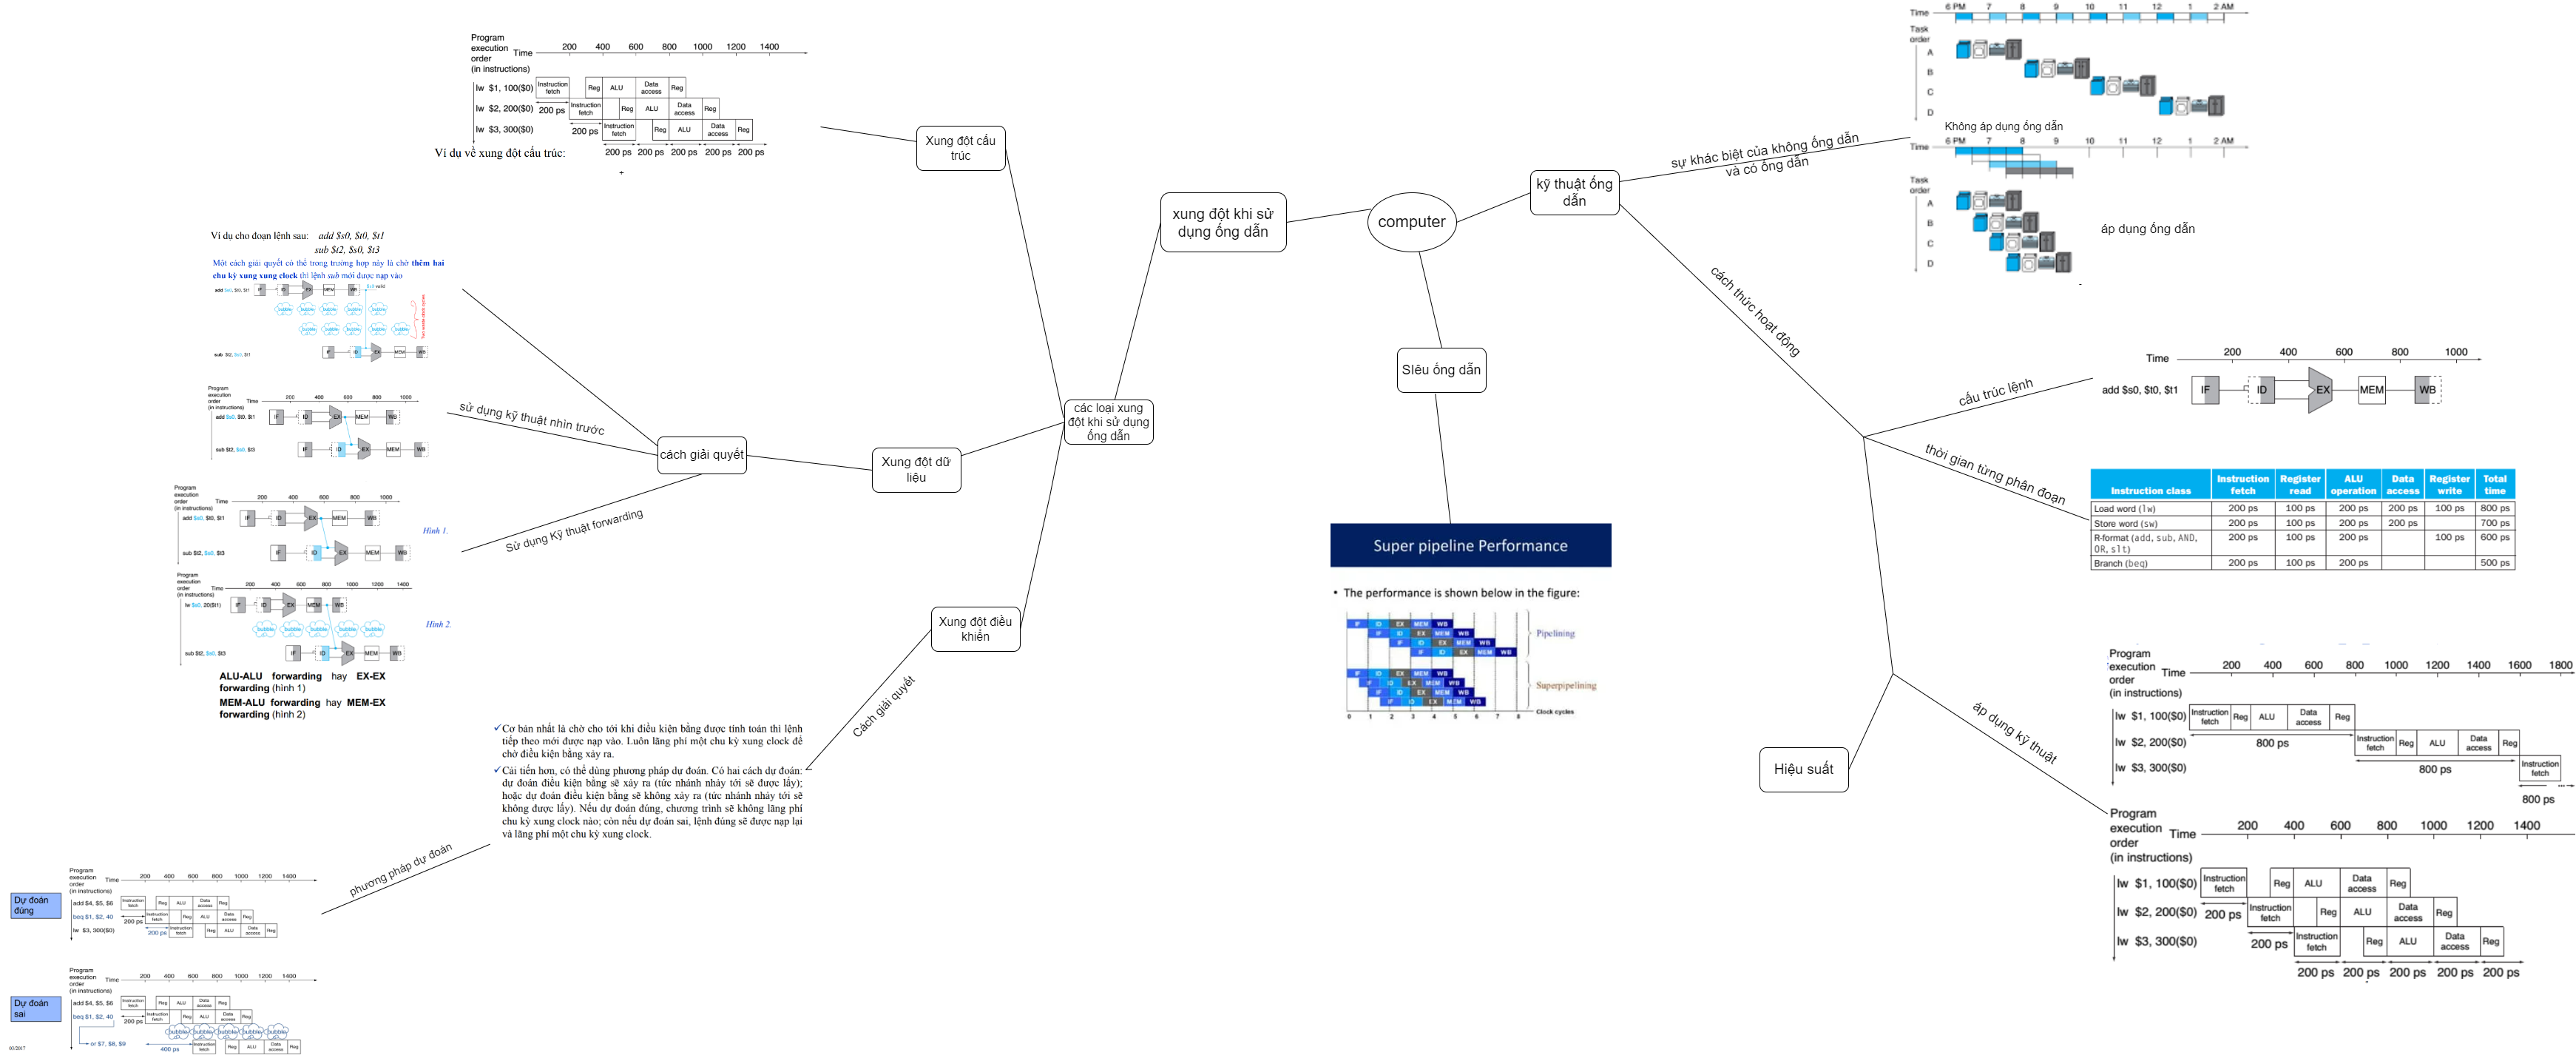 computer
xung đột khi sử
dụng ống dẫn
kỹ thuật ống
dẫn
SIêu ống dẫn
các loại xung
đột khi sử dụng
ống dẫn
Xung đột cấu
trúc
Program
execution
order
(in instructions)
Time
200 400 600 800 1000 1200 1400
lw $1, 100($0)
Instruction
fetch
Reg ALU
Data
access
Reg
lw $2, 200($0)
200 ps
Instruction
fetch
Reg ALU
Data
access
Reg
lw $3, 300($0)
200 ps
Instruction
fetch
Reg ALU
Data
access
Reg
200 ps 200 ps 200 ps 200 ps 200 ps
Ví dụ về xung đột cấu trúc:
+
Xung đột dữ
liệu
cách giải quyết
Ví dụ cho đoạn lệnh sau: add $s0, $t0, $t1
sub $t2, $s0, $t3
Một cách giải quyết có thể trong trường hợp này là chờ thêm hai
chu kỳ xung xung clock thì lệnh sub mới được nạp vào
add $s0, $t0, $t1
IF ID EX MEM WB
bubble bubble bubble bubble bubble
bubble bubble bubble bubble bubble
IF ID EX MEM WB
sử dụng kỹ thuật nhìn trước
Program
execution
order
(in instructions)
Time
200 400 600 800 1000
add $s0, $t0, $t1
IF ID EX MEM WB
sub $t2, $s0, $t3
IF ID EX MEM WB
Sử dụng Kỹ thuật forwarding
Program
execution
order
(in instructions)
Time
200 400 600 800 1000
add $s0, $t0, $t1
IF ID EX MEM WB
Hình 1.
sub $t2, $s0, $t3
IF ID EX MEM WB
Program
execution
order
(in instructions)
Time
200 400 600 800 1000 1200 1400
lw $s0, 20($t1)
IF ID EX MEM WB
bubble bubble bubble bubble bubble
Hình 2.
sub $t2, $s0, $t3
IF ID EX MEM WB
ALU-ALU forwarding hay EX-EX
forwarding (hình 1)
MEM-ALU forwarding hay MEM-EX
forwarding (hình 2)
Xung đột điều
khiển
Cách giải quyết
✓Cơ bản nhất là chờ cho tới khi điều kiện bằng được tính toán thì lệnh
tiếp theo mới được nạp vào. Luôn lãng phí một chu kỳ xung clock để
chờ điều kiện bằng xảy ra.
✓Cải tiến hơn, có thể dùng phương pháp dự đoán. Có hai cách dự đoán:
dự đoán điều kiện bằng sẽ xảy ra (tức nhánh nhảy tới sẽ được lấy);
hoặc dự đoán điều kiện bằng sẽ không xảy ra (tức nhánh nhảy tới sẽ
không được lấy). Nếu dự đoán đúng, chương trình sẽ không lãng phí
chu kỳ xung clock nào; còn nếu dự đoán sai, lệnh đúng sẽ được nạp lại
và lãng phí một chu kỳ xung clock.
phương pháp dự đoán
Dự đoán
đúng
Program
execution
order
(in instructions)
Time
200 400 600 800 1000 1200 1400
add $4, $5, $6
Instruction
fetch
Reg ALU
Data
access
Reg
beq $1, $2, 40
200 ps
Instruction
fetch
Reg ALU
Data
access
Reg
lw $3, 300($0)
200 ps
Instruction
fetch
Reg ALU
Data
access
Reg
Dự đoán
sai
Program
execution
order
(in instructions)
Time
200 400 600 800 1000 1200 1400
add $4, $5, $6
Instruction
fetch
Reg ALU
Data
access
Reg
beq $1, $2, 40
200 ps
Instruction
fetch
Reg ALU
Data
access
Reg
bubble bubble bubble bubble bubble
or $7, $8, $9
400 ps
Instruction
fetch
Reg ALU
Data
access
Reg
03/2017
Super pipeline Performance
• The performance is shown below in the figure:
IF ID EX MEM WB
IF ID EX MEM WB
IF ID EX MEM WB
IF ID EX MEM WB
Pipelining
IF ID EX MEM WB
IF ID EX MEM WB
IF ID EX MEM WB
IF ID EX MEM WB
Superpipelining
0 1 2 3 4 5 6 7 8
Clock cycles
sự khác biệt của không ống dẫn
và có ống dẫn
6 PM 7 8 9 10 11 12 1 2 AM
Time
Task
order
A
B
C
D
Không áp dụng ống dẫn
6 PM 7 8 9 10 11 12 1 2 AM
Time
Task
order
A
B
C
D
áp dụng ống dẫn
cách thức hoạt động
cấu trúc lệnh
Time
200 400 600 800 1000
add $s0, $t0, $t1
IF ID EX MEM WB
thời gian từng phân đoạn
Instruction class Instruction fetch Register read ALU operation Data access Register write Total time
Load word (lw) 200 ps 100 ps 200 ps 200 ps 100 ps 800 ps
Store word (sw) 200 ps 100 ps 200 ps 200 ps 700 ps
R-format (add, sub, AND, OR, slt) 200 ps 100 ps 200 ps 100 ps 600 ps
Branch (beq) 200 ps 100 ps 200 ps 500 ps
Hiệu suất
áp dụng kỹ thuật
Program
execution
order
(in instructions)
Time
200 400 600 800 1000 1200 1400 1600 1800
lw $1, 100($0)
Instruction
fetch
Reg ALU
Data
access
Reg
800 ps
lw $2, 200($0)
Instruction
fetch
Reg ALU
Data
access
Reg
800 ps
lw $3, 300($0)
Instruction
fetch
800 ps
...
Program
execution
order
(in instructions)
Time
200 400 600 800 1000 1200 1400
lw $1, 100($0)
Instruction
fetch
Reg ALU
Data
access
Reg
lw $2, 200($0)
200 ps
Instruction
fetch
Reg ALU
Data
access
Reg
lw $3, 300($0)
200 ps
Instruction
fetch
Reg ALU
Data
access
Reg
200 ps 200 ps 200 ps 200 ps 200 ps